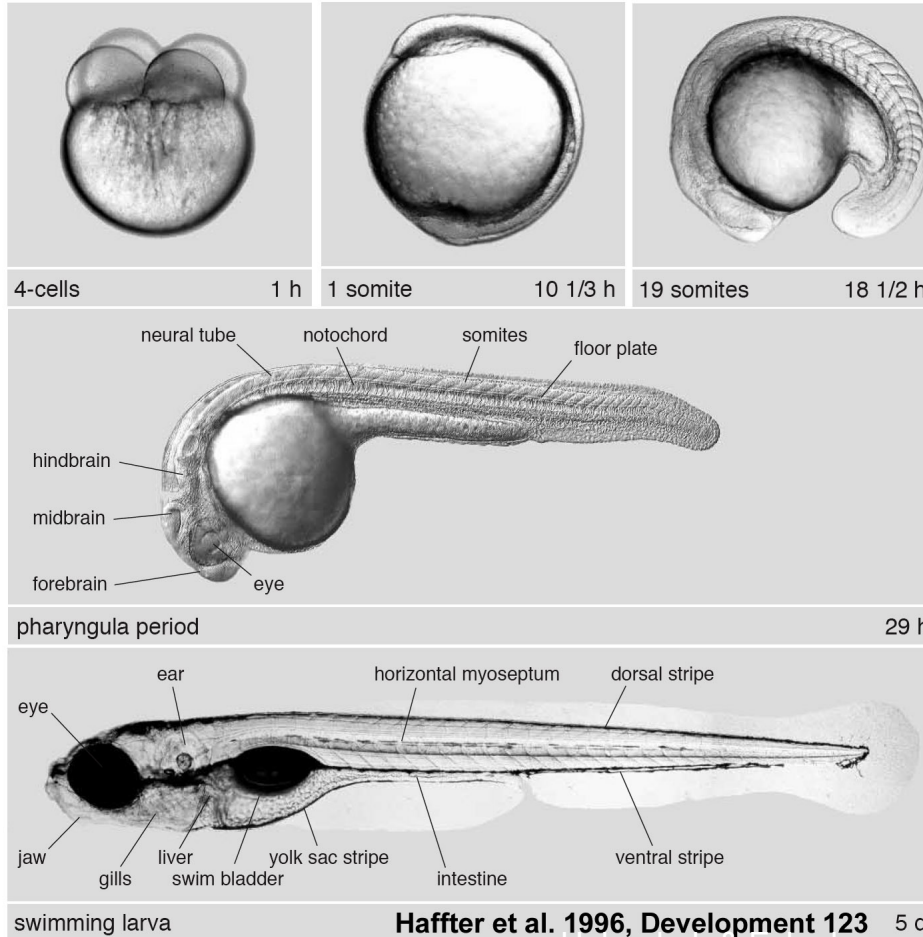 4-cells 1 h
1 somite 10 1/3 h
19 somites 18 1/2 h
neural tube
notochord
somites
floor plate
hindbrain
midbrain
forebrain
eye
pharyngula period 29 h
ear
horizontal myoseptum
dorsal stripe
eye
jaw
gills
liver
swim bladder
yolk sac stripe
intestine
ventral stripe
swimming larva Haffter et al. 1996, Development 123 5